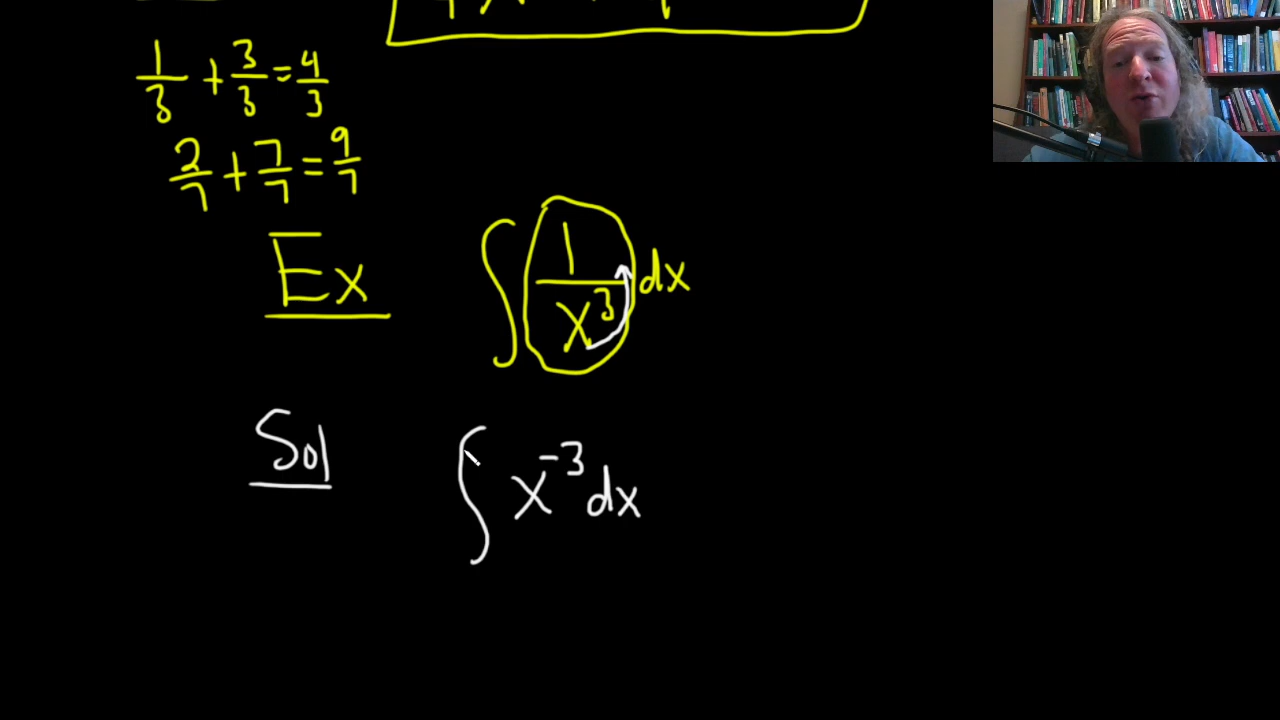 1/3 + 3/3 = 4/3
2/7 + 7/7 = 9/7
Ex ∫ 1/x³ dx
Sol ∫ x⁻³ dx